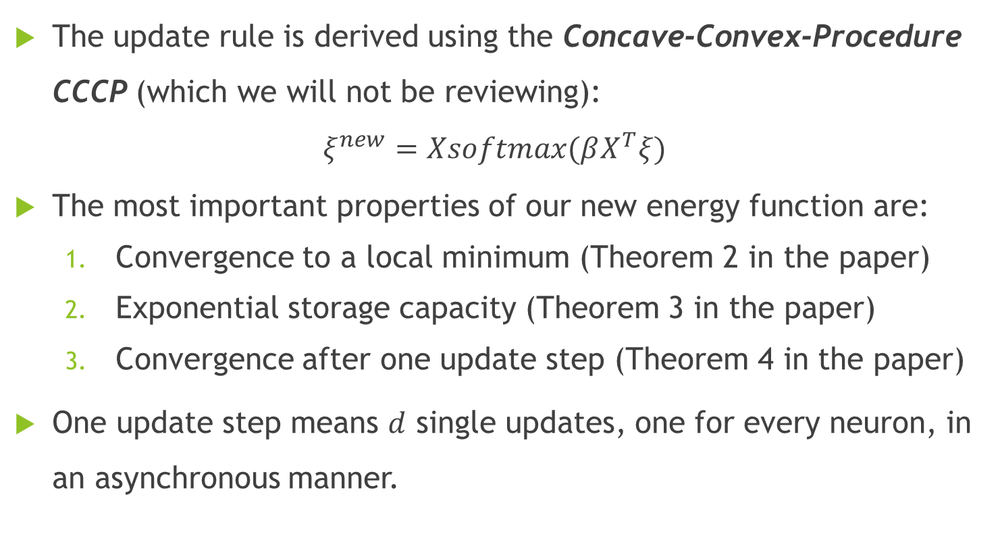 ▶ The update rule is derived using the Concave-Convex-Procedure
CCCP (which we will not be reviewing):
ξ^{new} = Xsoftmax(βX^Tξ)
▶ The most important properties of our new energy function are:
1. Convergence to a local minimum (Theorem 2 in the paper)
2. Exponential storage capacity (Theorem 3 in the paper)
3. Convergence after one update step (Theorem 4 in the paper)
▶ One update step means d single updates, one for every neuron, in
an asynchronous manner.